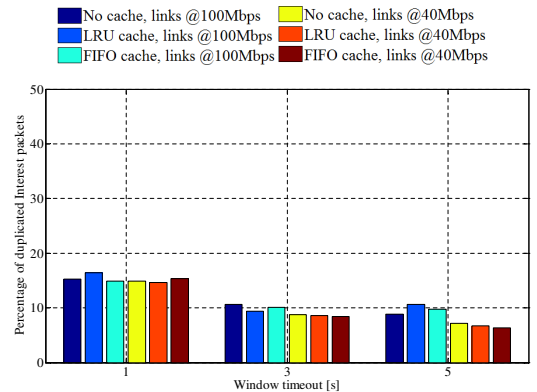 No cache, links @100Mbps
No cache, links @40Mbps
LRU cache, links @100Mbps
LRU cache, links @40Mbps
FIFO cache, links @100Mbps
FIFO cache, links @40Mbps
Percentage of duplicated Interest packets
50
40
30
20
10
0
1
3
5
Window timeout [s]